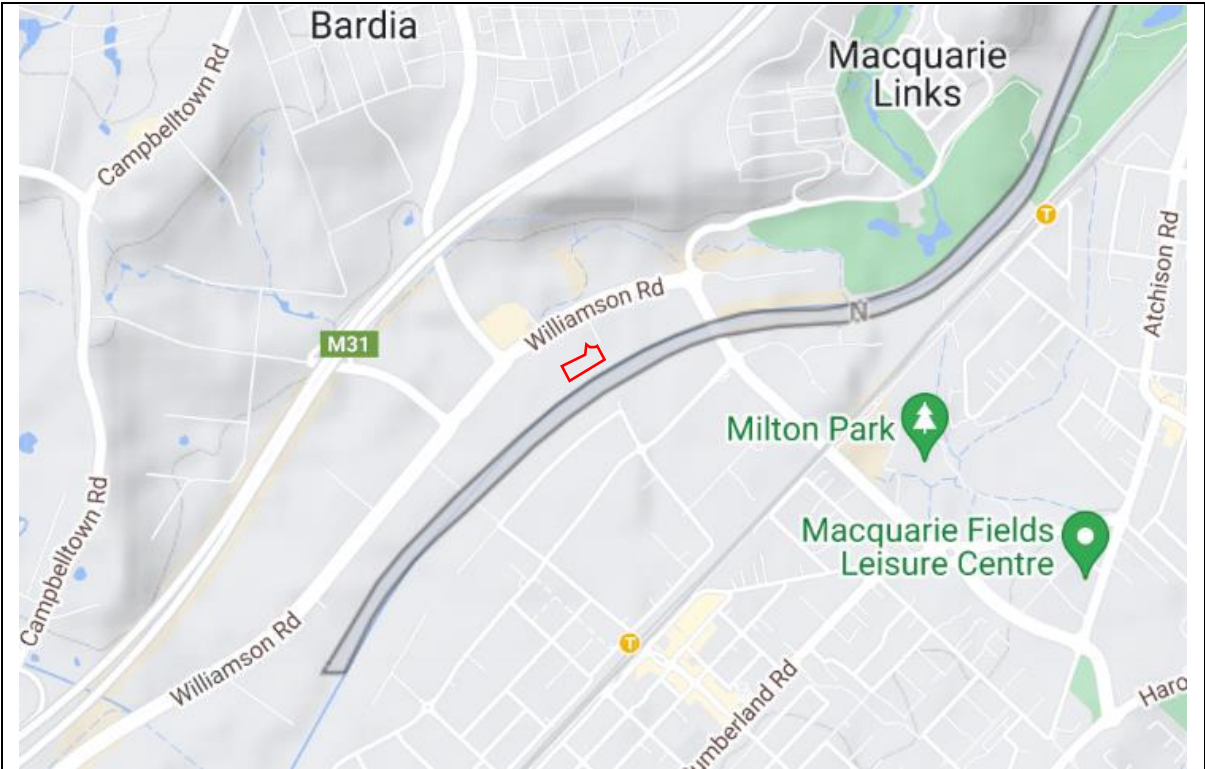 Bardia
Campbelltown Rd
Macquarie
Links
T
Atchison Rd
Williamson Rd
N
M31
Milton Park
Campbelltown Rd
Macquarie Fields
Leisure Centre
Williamson Rd
T
umberland Rd
Haro